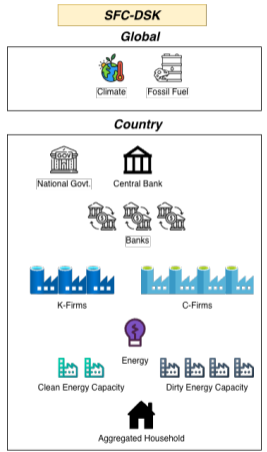 SFC-DSK
Global
Climate
Fossil Fuel
Country
GOV
National Govt.
Central Bank
Banks
K-Firms
C-Firms
Energy
Clean Energy Capacity
Dirty Energy Capacity
Aggregated Household